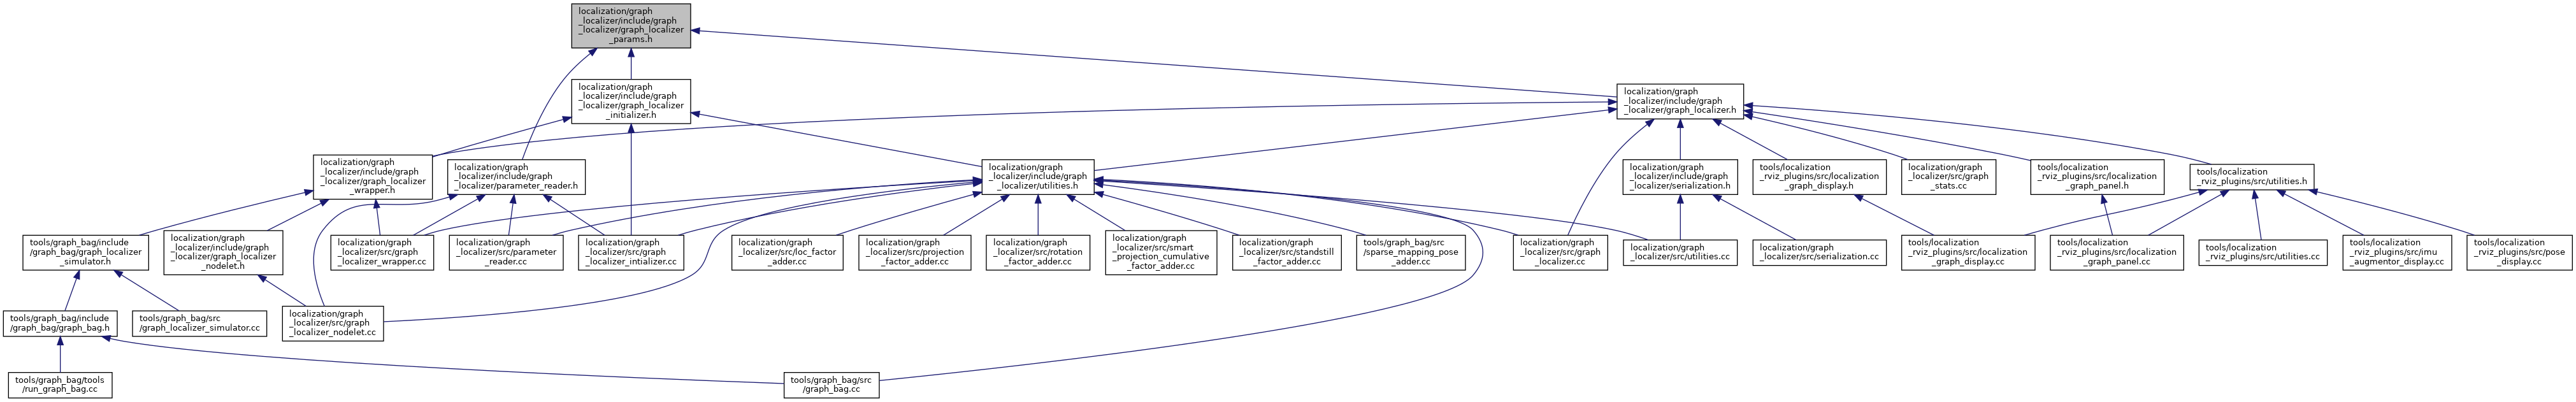 localization/graph
_localizer/include/graph
_localizer/graph_localizer
_params.h
localization/graph
_localizer/include/graph
_localizer/graph_localizer
_initializer.h
localization/graph
_localizer/include/graph
_localizer/graph_localizer.h
localization/graph
_localizer/include/graph
_localizer/graph_localizer
_wrapper.h
localization/graph
_localizer/include/graph
_localizer/parameter_reader.h
localization/graph
_localizer/include/graph
_localizer/utilities.h
localization/graph
_localizer/include/graph
_localizer/serialization.h
tools/localization
_rviz_plugins/src/localization
_graph_display.h
localization/graph
_localizer/src/graph
_stats.cc
tools/localization
_rviz_plugins/src/localization
_graph_panel.h
tools/localization
_rviz_plugins/src/utilities.h
tools/graph_bag/include
/graph_bag/graph_localizer
_simulator.h
localization/graph
_localizer/include/graph
_localizer/graph_localizer
_nodelet.h
localization/graph
_localizer/src/graph
_localizer_wrapper.cc
localization/graph
_localizer/src/parameter
_reader.cc
localization/graph
_localizer/src/graph
_localizer_intializer.cc
localization/graph
_localizer/src/loc_factor
_adder.cc
localization/graph
_localizer/src/projection
_factor_adder.cc
localization/graph
_localizer/src/rotation
_factor_adder.cc
localization/graph
_localizer/src/smart
_projection_cumulative
_factor_adder.cc
localization/graph
_localizer/src/standstill
_factor_adder.cc
tools/graph_bag/src
/sparse_mapping_pose
_adder.cc
localization/graph
_localizer/src/graph
_localizer.cc
localization/graph
_localizer/src/utilities.cc
localization/graph
_localizer/src/serialization.cc
tools/localization
_rviz_plugins/src/localization
_graph_display.cc
tools/localization
_rviz_plugins/src/localization
_graph_panel.cc
tools/localization
_rviz_plugins/src/utilities.cc
tools/localization
_rviz_plugins/src/imu
_augmentor_display.cc
tools/localization
_rviz_plugins/src/pose
_display.cc
tools/graph_bag/include
/graph_bag/graph_bag.h
tools/graph_bag/src
/graph_localizer_simulator.cc
localization/graph
_localizer/src/graph
_localizer_nodelet.cc
tools/graph_bag/tools
/run_graph_bag.cc
tools/graph_bag/src
/graph_bag.cc